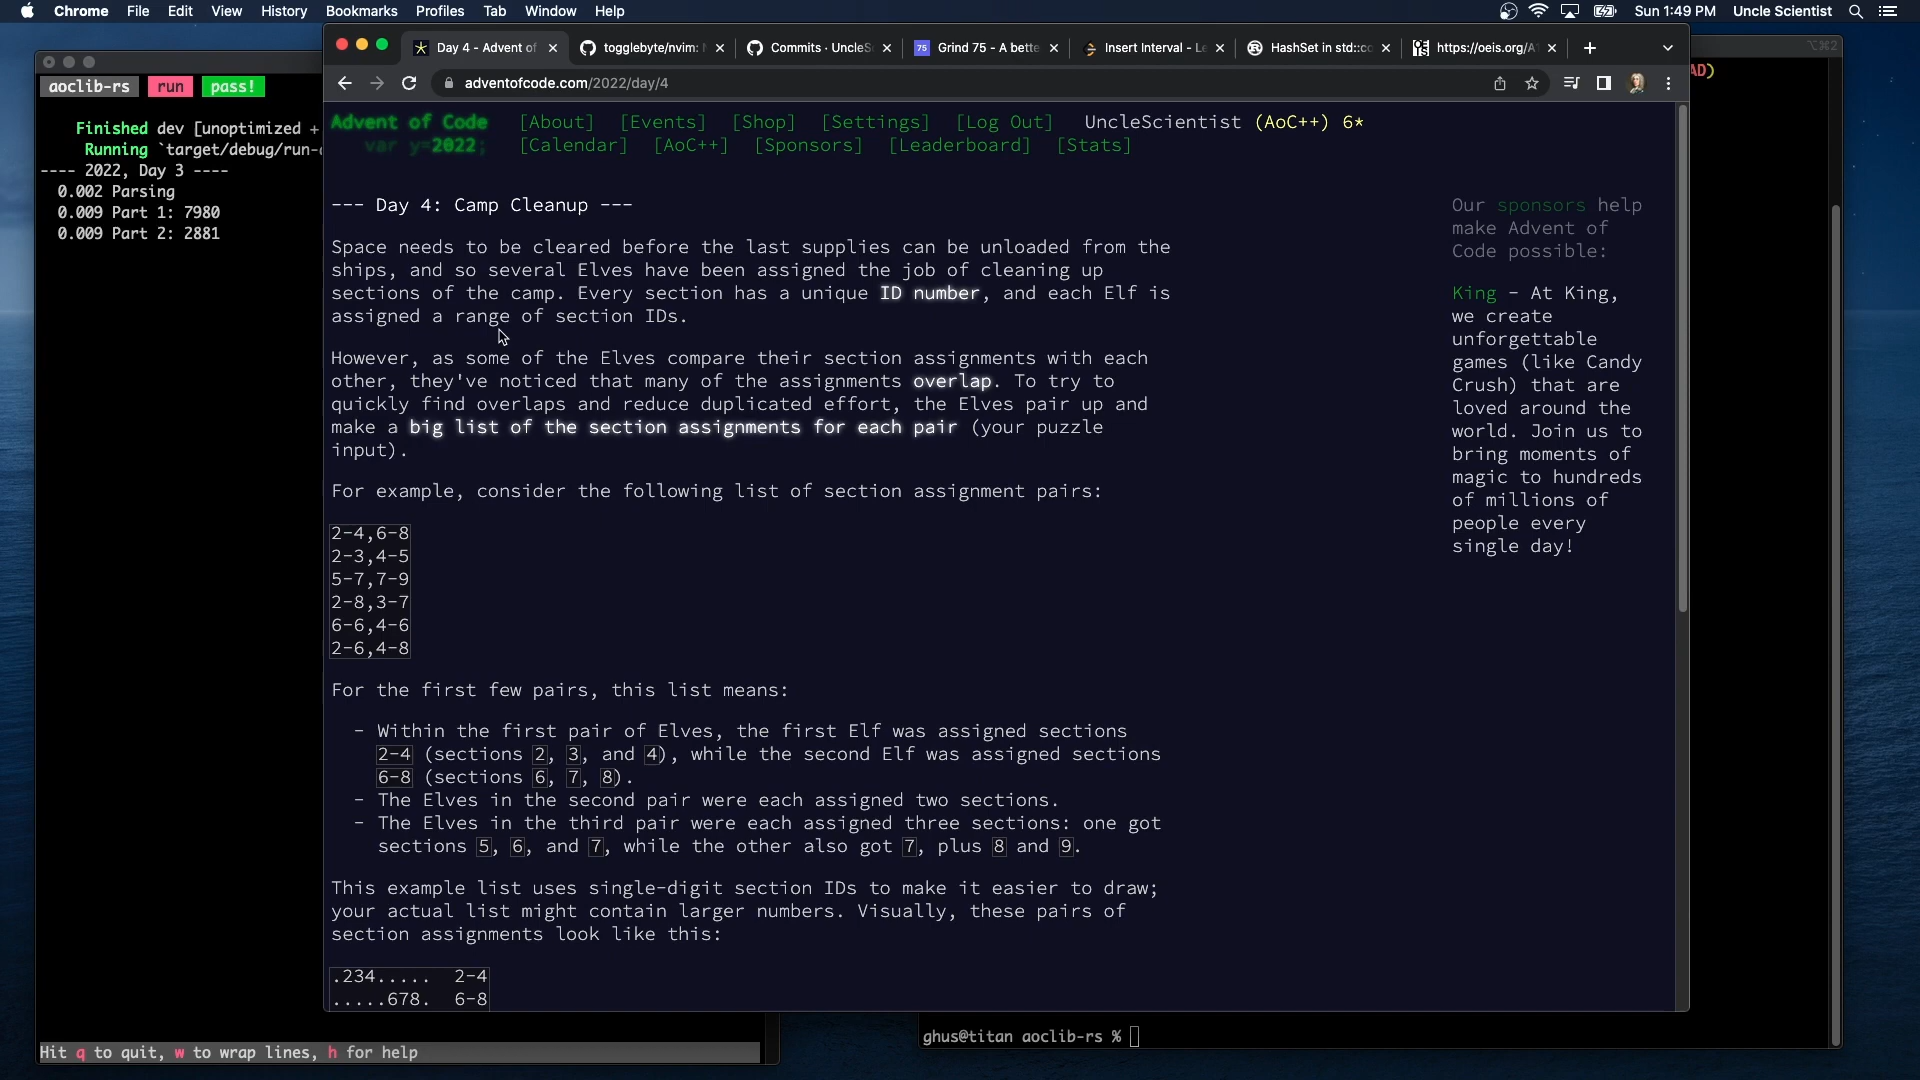 Chrome File Edit View History Bookmarks Profiles Tab Window Help
Sun 1:49 PM Uncle Scientist
aoclib-rs run pass!
Finished dev [unoptimized +
Running `target/debug/run-
---- 2022, Day 3 ----
0.002 Parsing
0.009 Part 1: 7980
0.009 Part 2: 2881
Hit q to quit, w to wrap lines, h for help
Day 4 - Advent of
togglebyte/nvim:
Commits · UncleS
75 Grind 75 - A bette
Insert Interval - Le
HashSet in std::co
https://oeis.org/A
adventofcode.com/2022/day/4
Advent of Code [About] [Events] [Shop] [Settings] [Log Out] UncleScientist (AoC++) 6*
var y=2022; [Calendar] [AoC++] [Sponsors] [Leaderboard] [Stats]
--- Day 4: Camp Cleanup ---
Space needs to be cleared before the last supplies can be unloaded from the
ships, and so several Elves have been assigned the job of cleaning up
sections of the camp. Every section has a unique ID number, and each Elf is
assigned a range of section IDs.
However, as some of the Elves compare their section assignments with each
other, they've noticed that many of the assignments overlap. To try to
quickly find overlaps and reduce duplicated effort, the Elves pair up and
make a big list of the section assignments for each pair (your puzzle
input).
For example, consider the following list of section assignment pairs:
2-4,6-8
2-3,4-5
5-7,7-9
2-8,3-7
6-6,4-6
2-6,4-8
For the first few pairs, this list means:
- Within the first pair of Elves, the first Elf was assigned sections
2-4 (sections 2, 3, and 4), while the second Elf was assigned sections
6-8 (sections 6, 7, 8).
- The Elves in the second pair were each assigned two sections.
- The Elves in the third pair were each assigned three sections: one got
sections 5, 6, and 7, while the other also got 7, plus 8 and 9.
This example list uses single-digit section IDs to make it easier to draw;
your actual list might contain larger numbers. Visually, these pairs of
section assignments look like this:
.234..... 2-4
.....678. 6-8
Our sponsors help
make Advent of
Code possible:
King - At King,
we create
unforgettable
games (like Candy
Crush) that are
loved around the
world. Join us to
bring moments of
magic to hundreds
of millions of
people every
single day!
⌥⌘2
AD)
ghus@titan aoclib-rs %